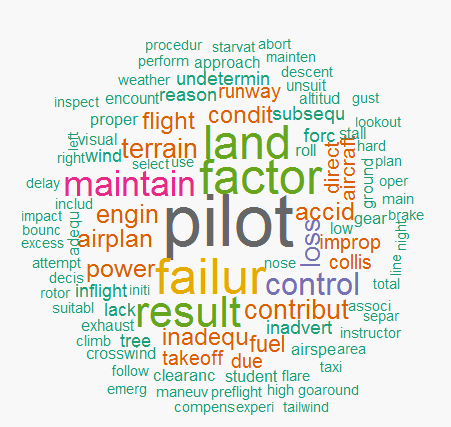 procedur starvat abort
perform approach mainten
weather undetermin descent
inspect encount reason runway unsuit altitud gust
proper flight condit subsequ lookout
left visual wind terrain land forc stall hard
right select use factor roll direct aircraft ground plan
delay maintain oper
includ pilot accid main
impact adequ engin loss low gear brake
bounc airplan improp night
excess failur nose collis line
attempt power control total
decis inflight initi
rotor result contribut associ
suitabl lack separ
exhaust tree inadequ fuel inadvert instructor
climb airspe area
crosswind takeoff due taxi
follow clearanc student flare
emerg maneuv preflight high goaround
compens experi tailwind